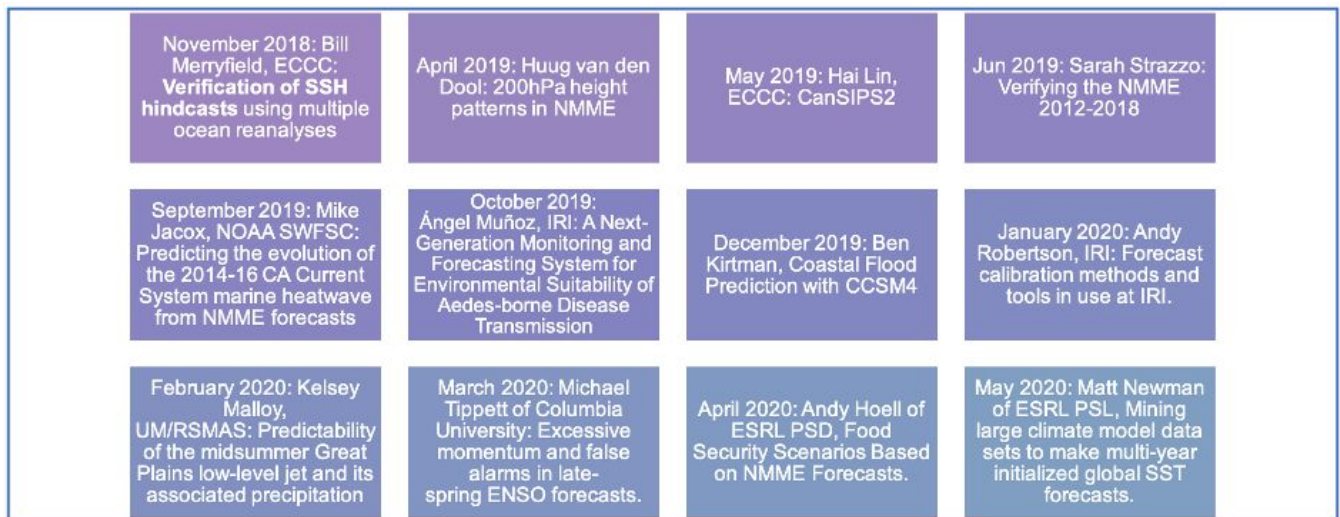 November 2018: Bill
Merryfield, ECCC:
Verification of SSH
hindcasts using multiple
ocean reanalyses
April 2019: Huug van den
Dool: 200hPa height
patterns in NMME
May 2019: Hai Lin,
ECCC: CanSIPS2
Jun 2019: Sarah Strazzo:
Verifying the NMME
2012-2018
September 2019: Mike
Jacox, NOAA SWFSC:
Predicting the evolution of
the 2014-16 CA Current
System marine heatwave
from NMME forecasts
October 2019:
Ángel Muñoz, IRI: A Next-
Generation Monitoring and
Forecasting System for
Environmental Suitability of
Aedes-borne Disease
Transmission
December 2019: Ben
Kirtman, Coastal Flood
Prediction with CCSM4
January 2020: Andy
Robertson, IRI: Forecast
calibration methods and
tools in use at IRI.
February 2020: Kelsey
Malloy,
UM/RSMAS: Predictability
of the midsummer Great
Plains low-level jet and its
associated precipitation
March 2020: Michael
Tippett of Columbia
University: Excessive
momentum and false
alarms in late-
spring ENSO forecasts.
April 2020: Andy Hoell of
ESRL PSD, Food
Security Scenarios Based
on NMME Forecasts.
May 2020: Matt Newman
of ESRL PSL, Mining
large climate model data
sets to make multi-year
initialized global SST
forecasts.